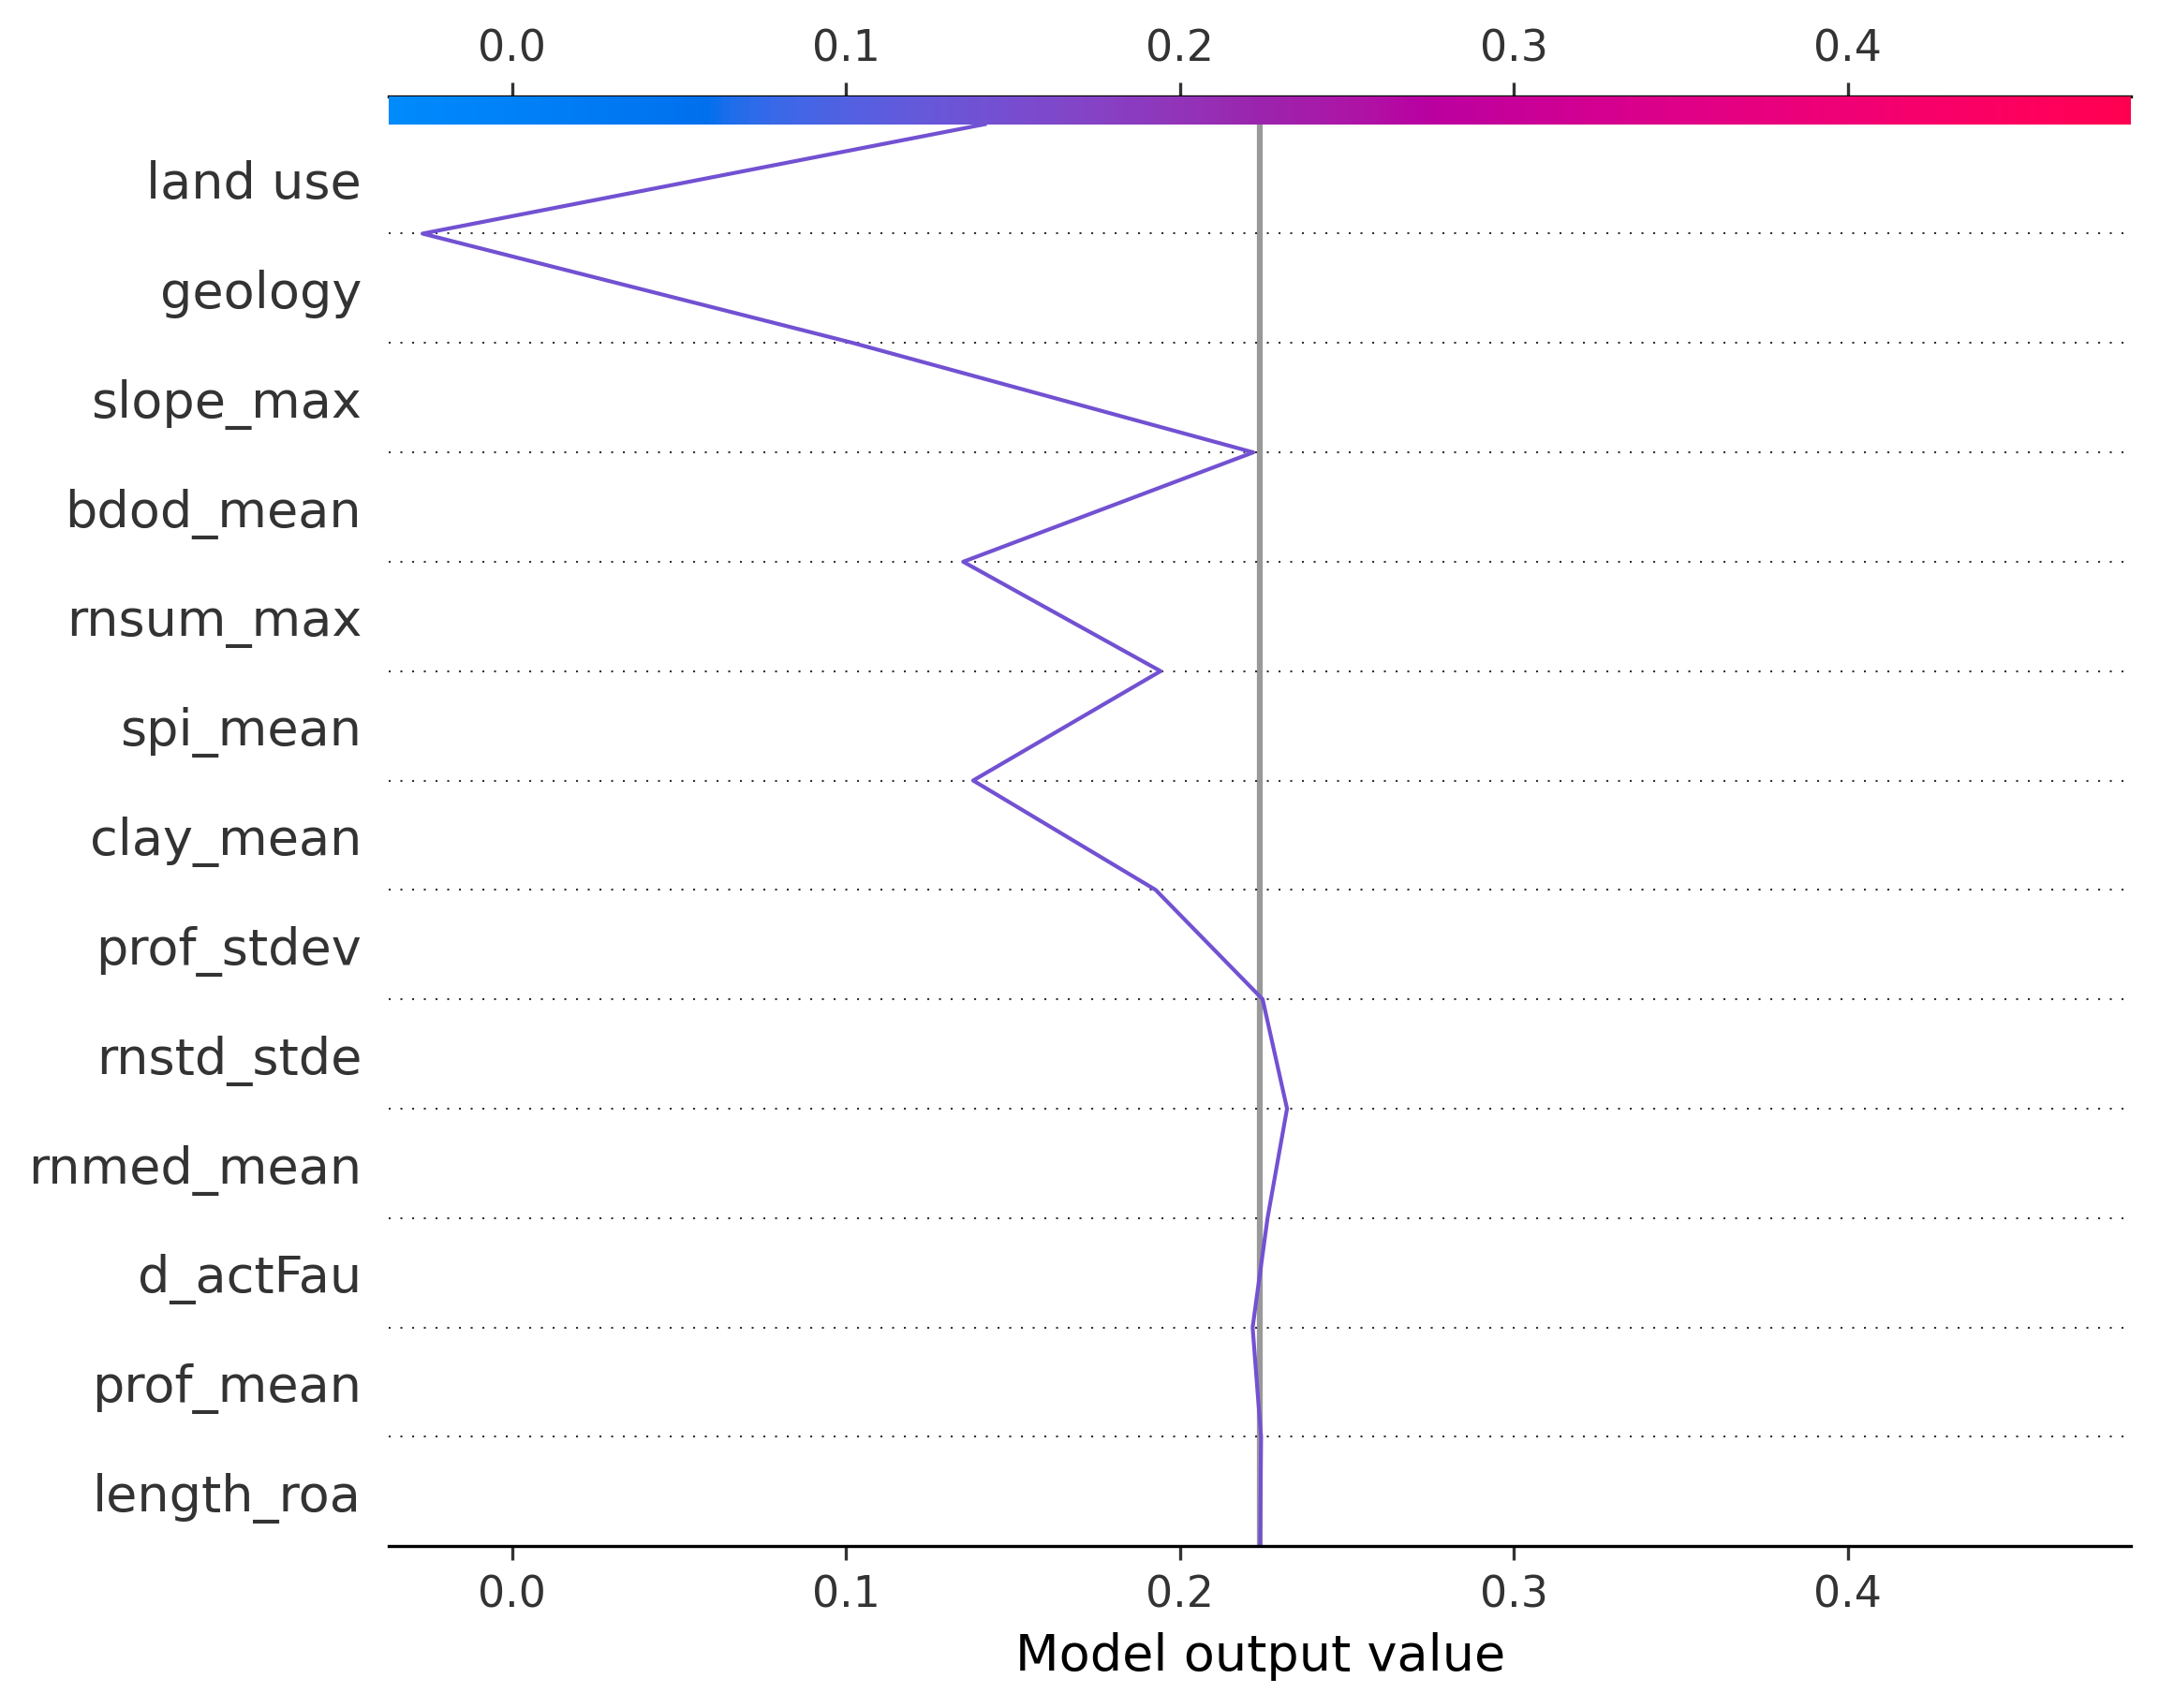 0.0 0.1 0.2 0.3 0.4
land use
geology
slope_max
bdod_mean
rnsum_max
spi_mean
clay_mean
prof_stdev
rnstd_stde
rnmed_mean
d_actFau
prof_mean
length_roa
0.0 0.1 0.2 0.3 0.4
Model output value